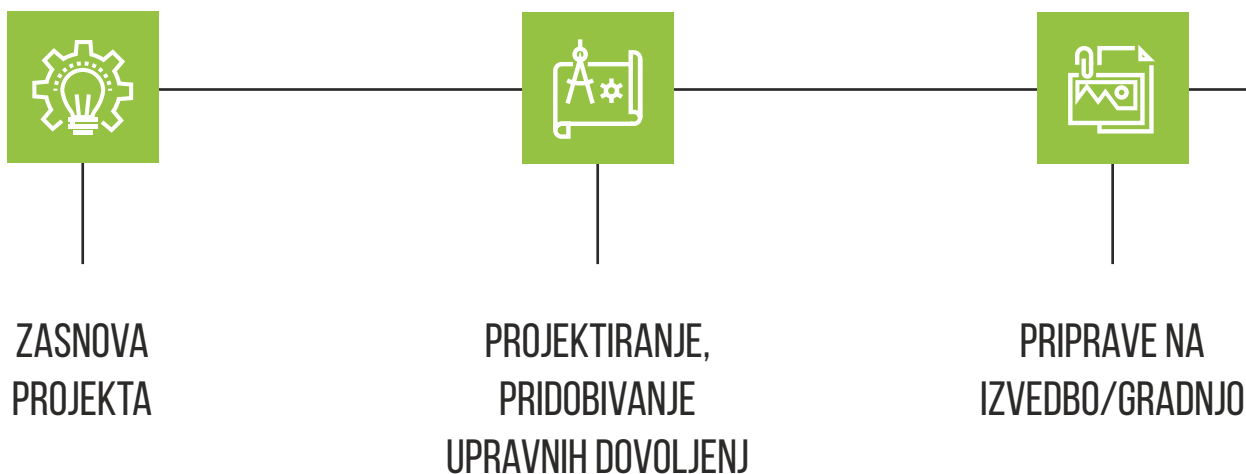 ZASNOVA
PROJEKTA
PROJEKTIRANJE,
PRIDOBIVANJE
UPRAVNIH DOVOLJENJ
PRIPRAVE NA
IZVEDBO/GRADNJO